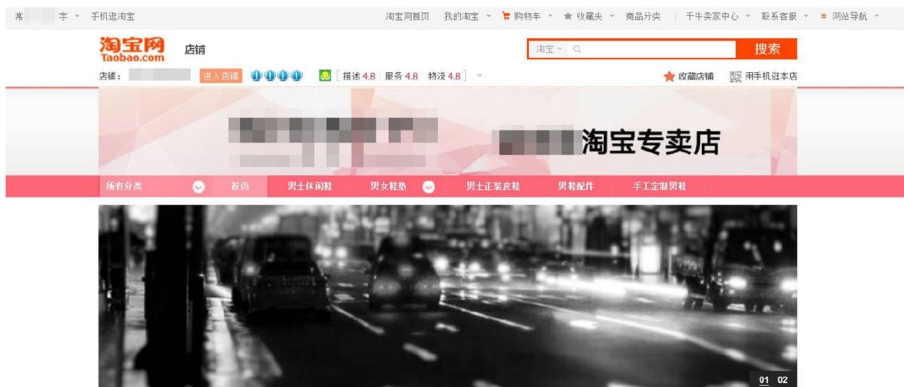 常 字 手机逛淘宝 淘宝网首页 我的淘宝 购物车 收藏夹 商品分类 千牛卖家中心 联系客服 网站导航
淘宝网 店铺 淘宝 搜索
Taobao.com
店铺： 进入店铺 描述 4.8 服务 4.8 物流 4.8 收藏店铺 用手机逛本店
淘宝专卖店
所有分类 首页 男士休闲鞋 男女鞋垫 男士正装皮鞋 男鞋配件 手工定制男鞋
01 02